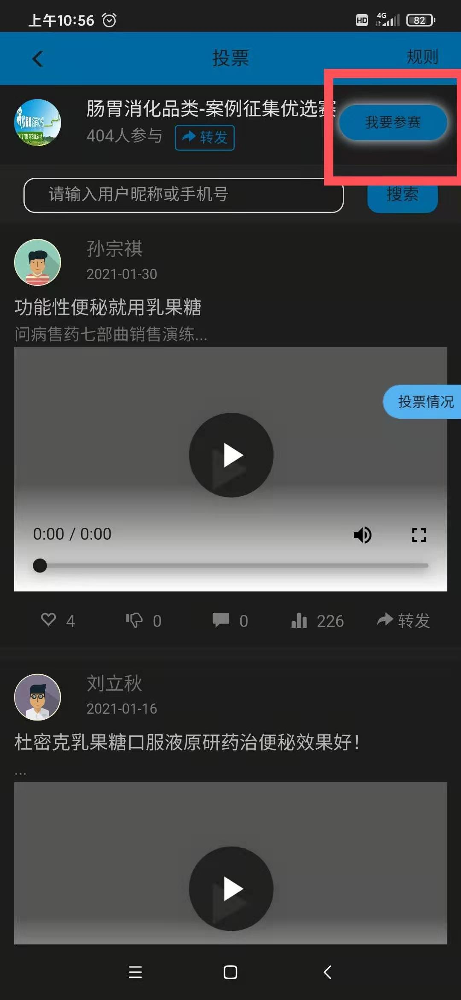 上午10:56
HD 4G 82
投票
规则
肠胃消化品类-案例征集优选赛
我要参赛
404人参与
转发
请输入用户昵称或手机号
搜索
孙宗祺
2021-01-30
功能性便秘就用乳果糖
问病售药七部曲销售演练...
投票情况
0:00 / 0:00
4 0 0 226 转发
刘立秋
2021-01-16
杜密克乳果糖口服液原研药治便秘效果好！
...